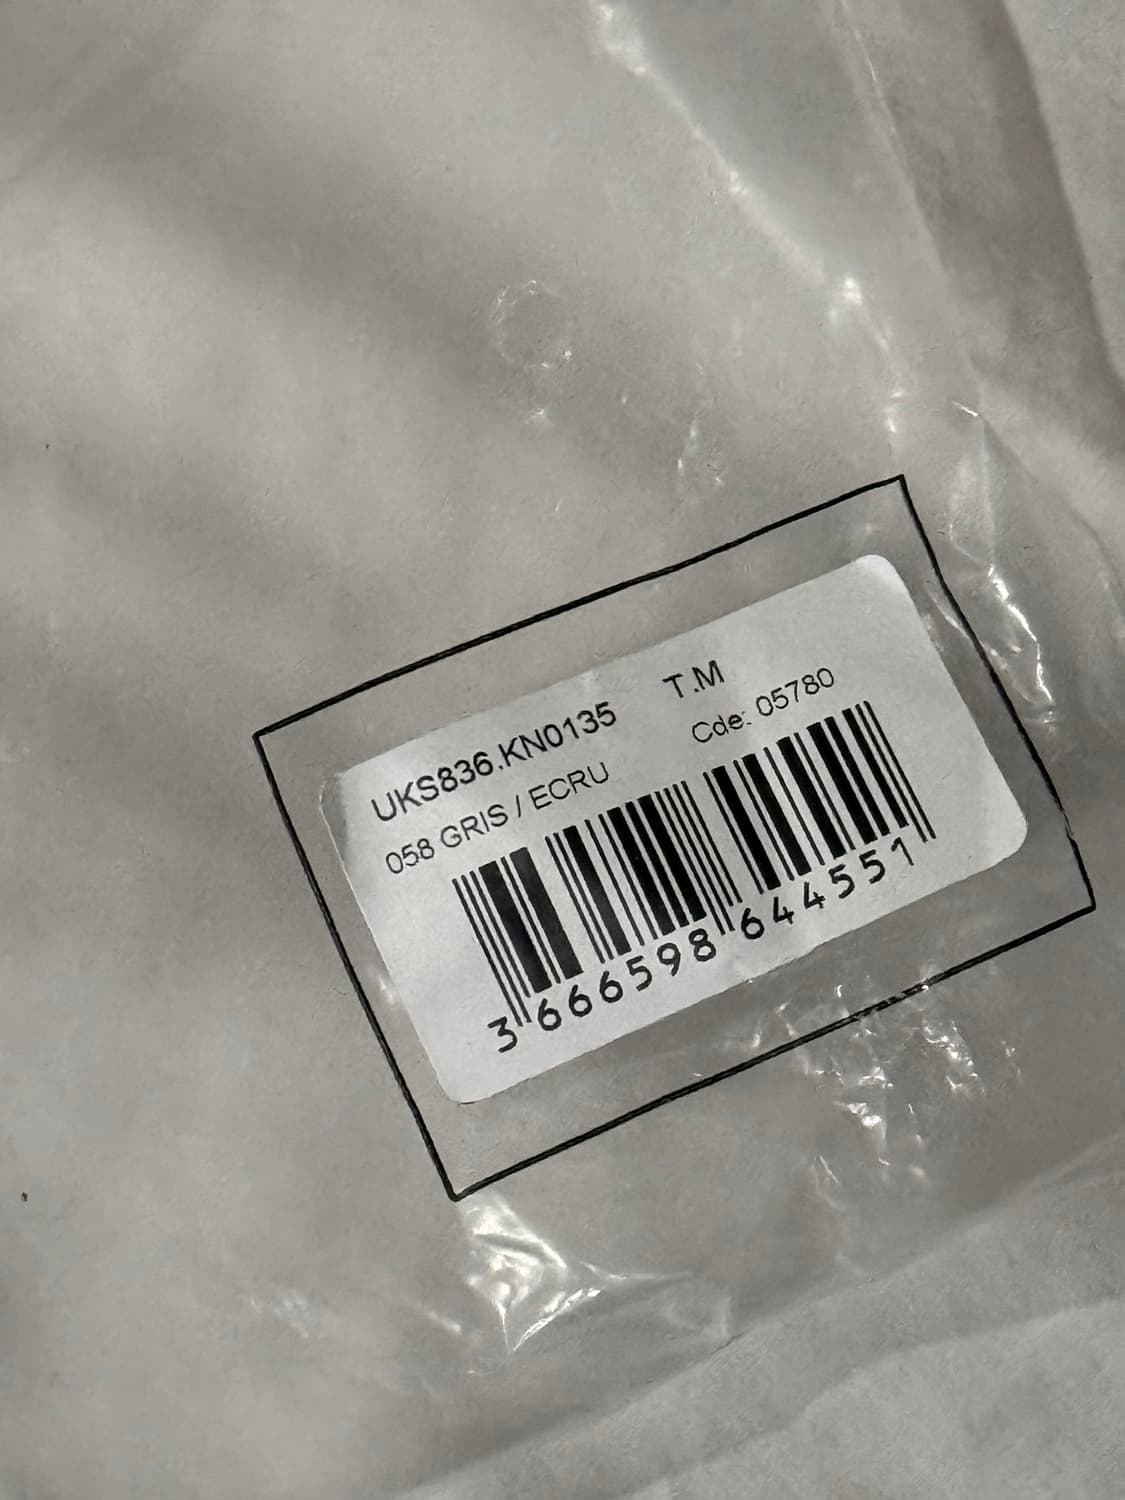 UKS836.KN0135 T.M
058 GRIS / ECRU Cde: 05780
3 666598 644551